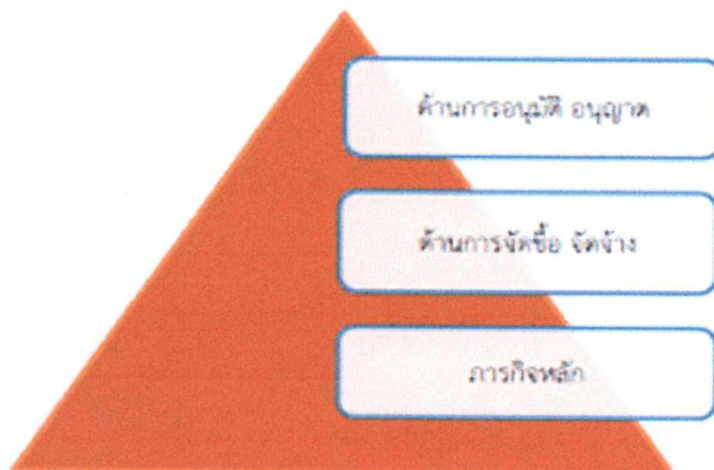 ด้านการอนุมัติ อนุญาต
ด้านการจัดซื้อ จัดจ้าง
ภารกิจหลัก